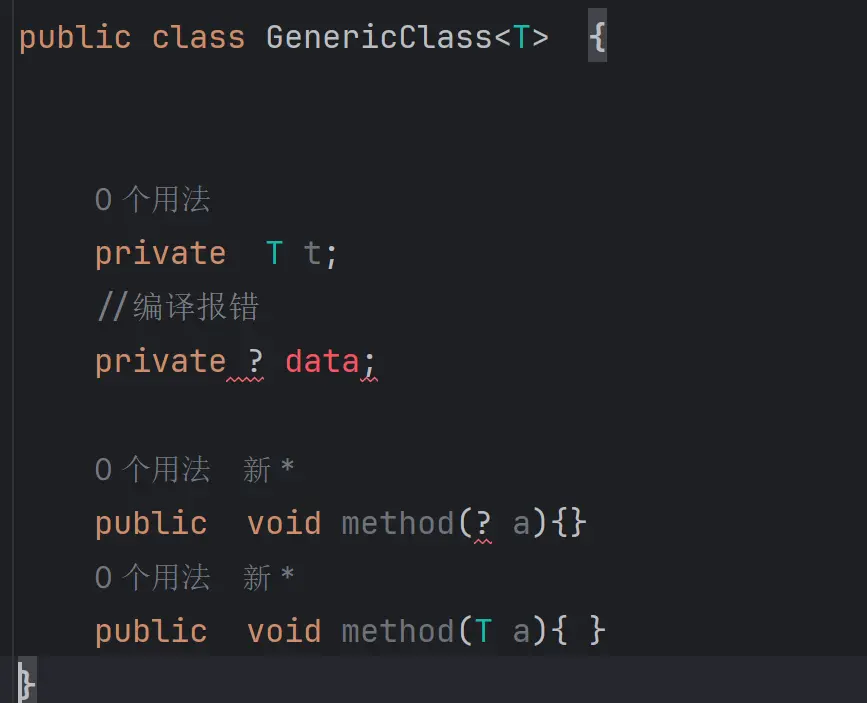 public class GenericClass<T>  {
0 个用法
private  T t;
//编译报错
private ? data;
0 个用法  新 *
public  void method(? a){}
0 个用法  新 *
public  void method(T a){ }
}